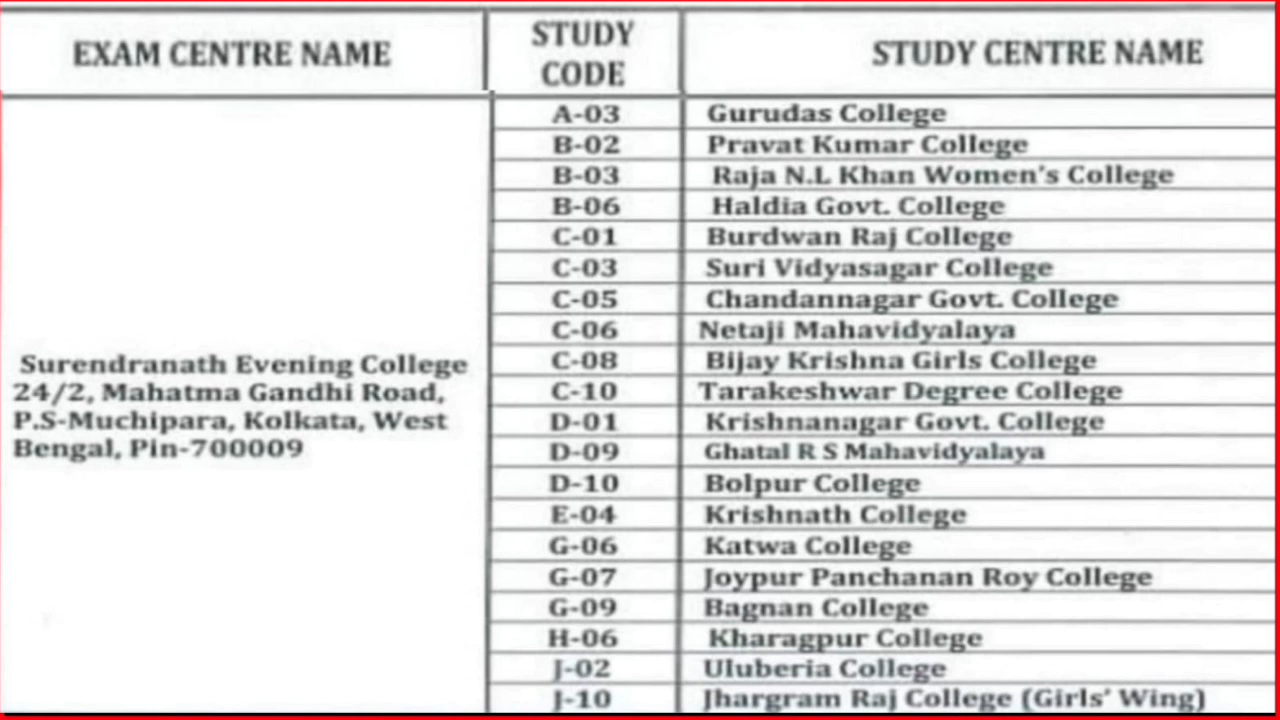 EXAM CENTRE NAME
STUDY
CODE
STUDY CENTRE NAME
Surendranath Evening College
24/2, Mahatma Gandhi Road,
P.S-Muchipara, Kolkata, West
Bengal, Pin-700009
A-03 Gurudas College
B-02 Pravat Kumar College
B-03 Raja N.L Khan Women's College
B-06 Haldia Govt. College
C-01 Burdwan Raj College
C-03 Suri Vidyasagar College
C-05 Chandannagar Govt. College
C-06 Netaji Mahavidyalaya
C-08 Bijay Krishna Girls College
C-10 Tarakeshwar Degree College
D-01 Krishnanagar Govt. College
D-09 Ghatal R S Mahavidyalaya
D-10 Bolpur College
E-04 Krishnath College
G-06 Katwa College
G-07 Joypur Panchanan Roy College
G-09 Bagnan College
H-06 Kharagpur College
J-02 Uluberia College
J-10 Jhargram Raj College (Girls' Wing)